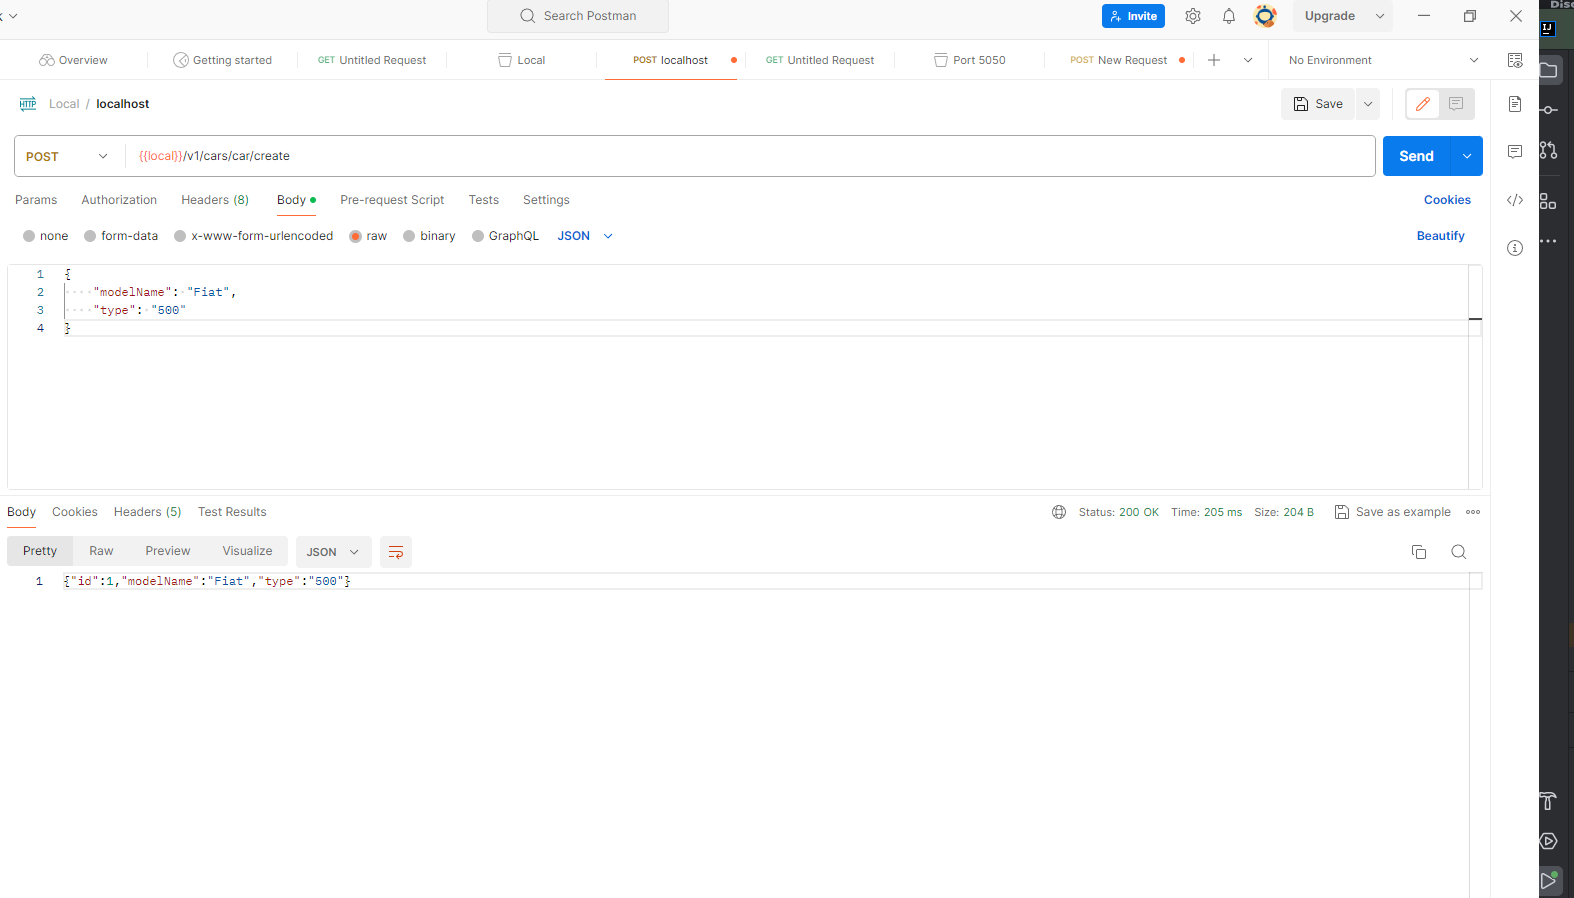 Search Postman
Invite
Upgrade
Overview
Getting started
GET Untitled Request
Local
POST localhost
GET Untitled Request
Port 5050
POST New Request
No Environment
HTTP Local / localhost
Save
POST
{{local}}/v1/cars/car/create
Send
Params Authorization Headers (8) Body Pre-request Script Tests Settings
Cookies
none form-data x-www-form-urlencoded raw binary GraphQL JSON
Beautify
1 {
2 "modelName": "Fiat",
3 "type": "500"
4 }
Body Cookies Headers (5) Test Results
Status: 200 OK Time: 205 ms Size: 204 B Save as example
Pretty Raw Preview Visualize JSON
1 {"id":1,"modelName":"Fiat","type":"500"}
IJ